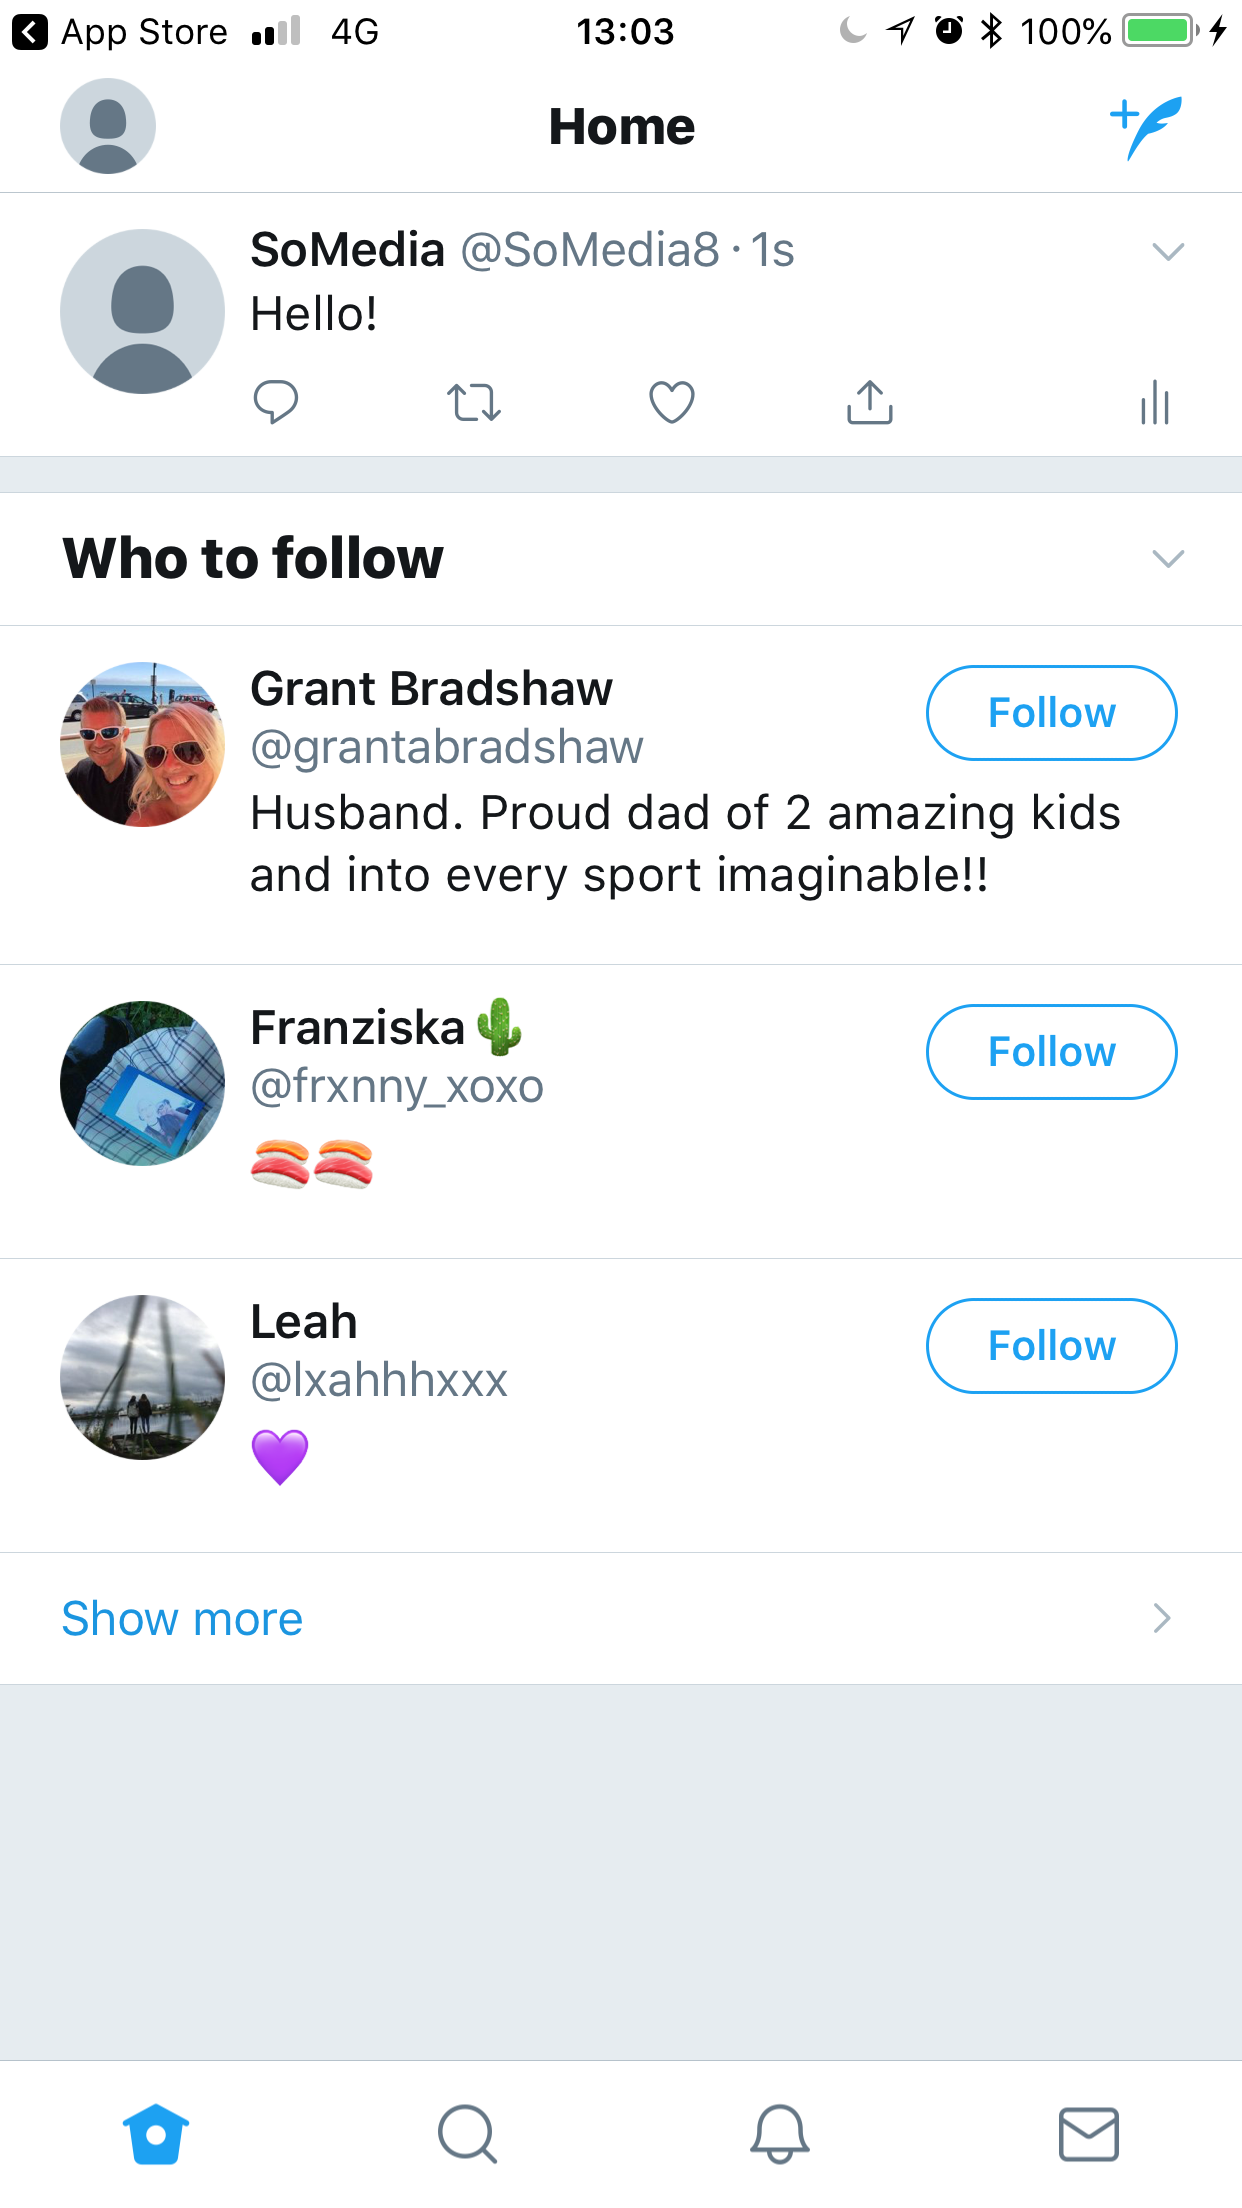 App Store 4G 13:03 100%
Home
SoMedia @SoMedia8 · 1s
Hello!
Who to follow
Grant Bradshaw
@grantabradshaw
Follow
Husband. Proud dad of 2 amazing kids
and into every sport imaginable!!
Franziska🌵
@frxnny_xoxo
Follow
🍣🍣
Leah
@lxahhhxxx
Follow
💜
Show more